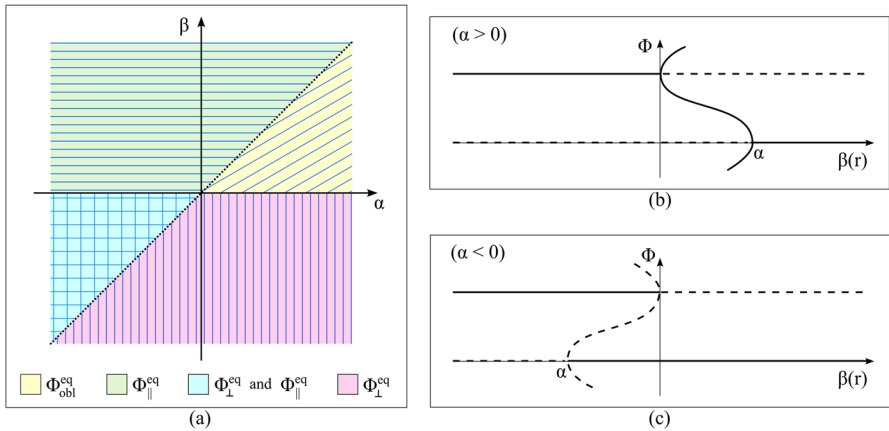 β
α
Φ^eq_obl Φ^eq_∥ Φ^eq_⊥ and Φ^eq_∥ Φ^eq_⊥
(a)
(α > 0)
Φ
α
β(r)
(b)
(α < 0)
Φ
α
β(r)
(c)